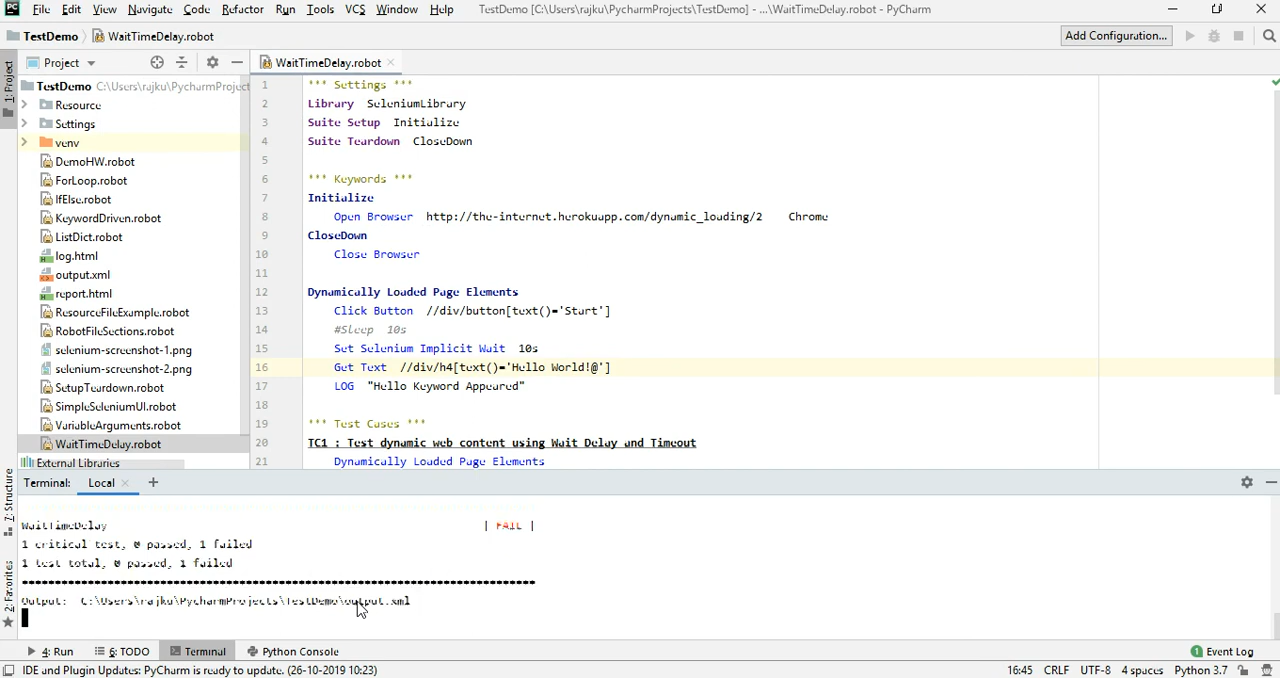 File Edit View Navigate Code Refactor Run Tools VCS Window Help TestDemo [C:\Users\rajku\PycharmProjects\TestDemo] - ...\WaitTimeDelay.robot - PyCharm
TestDemo WaitTimeDelay.robot Add Configuration...
1: Project
Project
TestDemo C:\Users\rajku\PycharmProject
Resource
Settings
venv
DemoHW.robot
ForLoop.robot
IfElse.robot
KeywordDriven.robot
ListDict.robot
log.html
output.xml
report.html
ResourceFileExample.robot
RobotFileSections.robot
selenium-screenshot-1.png
selenium-screenshot-2.png
SetupTeardown.robot
SimpleSeleniumUI.robot
VariableArguments.robot
WaitTimeDelay.robot
External Libraries
WaitTimeDelay.robot
1 *** Settings ***
2 Library SeleniumLibrary
3 Suite Setup Initialize
4 Suite Teardown CloseDown
5
6 *** Keywords ***
7 Initialize
8 Open Browser http://the-internet.herokuapp.com/dynamic_loading/2 Chrome
9 CloseDown
10 Close Browser
11
12 Dynamically Loaded Page Elements
13 Click Button //div/button[text()='Start']
14 #Sleep 10s
15 Set Selenium Implicit Wait 10s
16 Get Text //div/h4[text()='Hello World!@']
17 LOG "Hello Keyword Appeared"
18
19 *** Test Cases ***
20 TC1 : Test dynamic web content using Wait Delay and Timeout
21 Dynamically Loaded Page Elements
Terminal: Local
WaitTimeDelay | FAIL |
1 critical test, 0 passed, 1 failed
1 test total, 0 passed, 1 failed
==============================================================================
Output: C:\Users\rajku\PycharmProjects\TestDemo\output.xml
7: Structure
2: Favorites
4: Run 6: TODO Terminal Python Console 1 Event Log
IDE and Plugin Updates: PyCharm is ready to update. (26-10-2019 10:23) 16:45 CRLF UTF-8 4 spaces Python 3.7